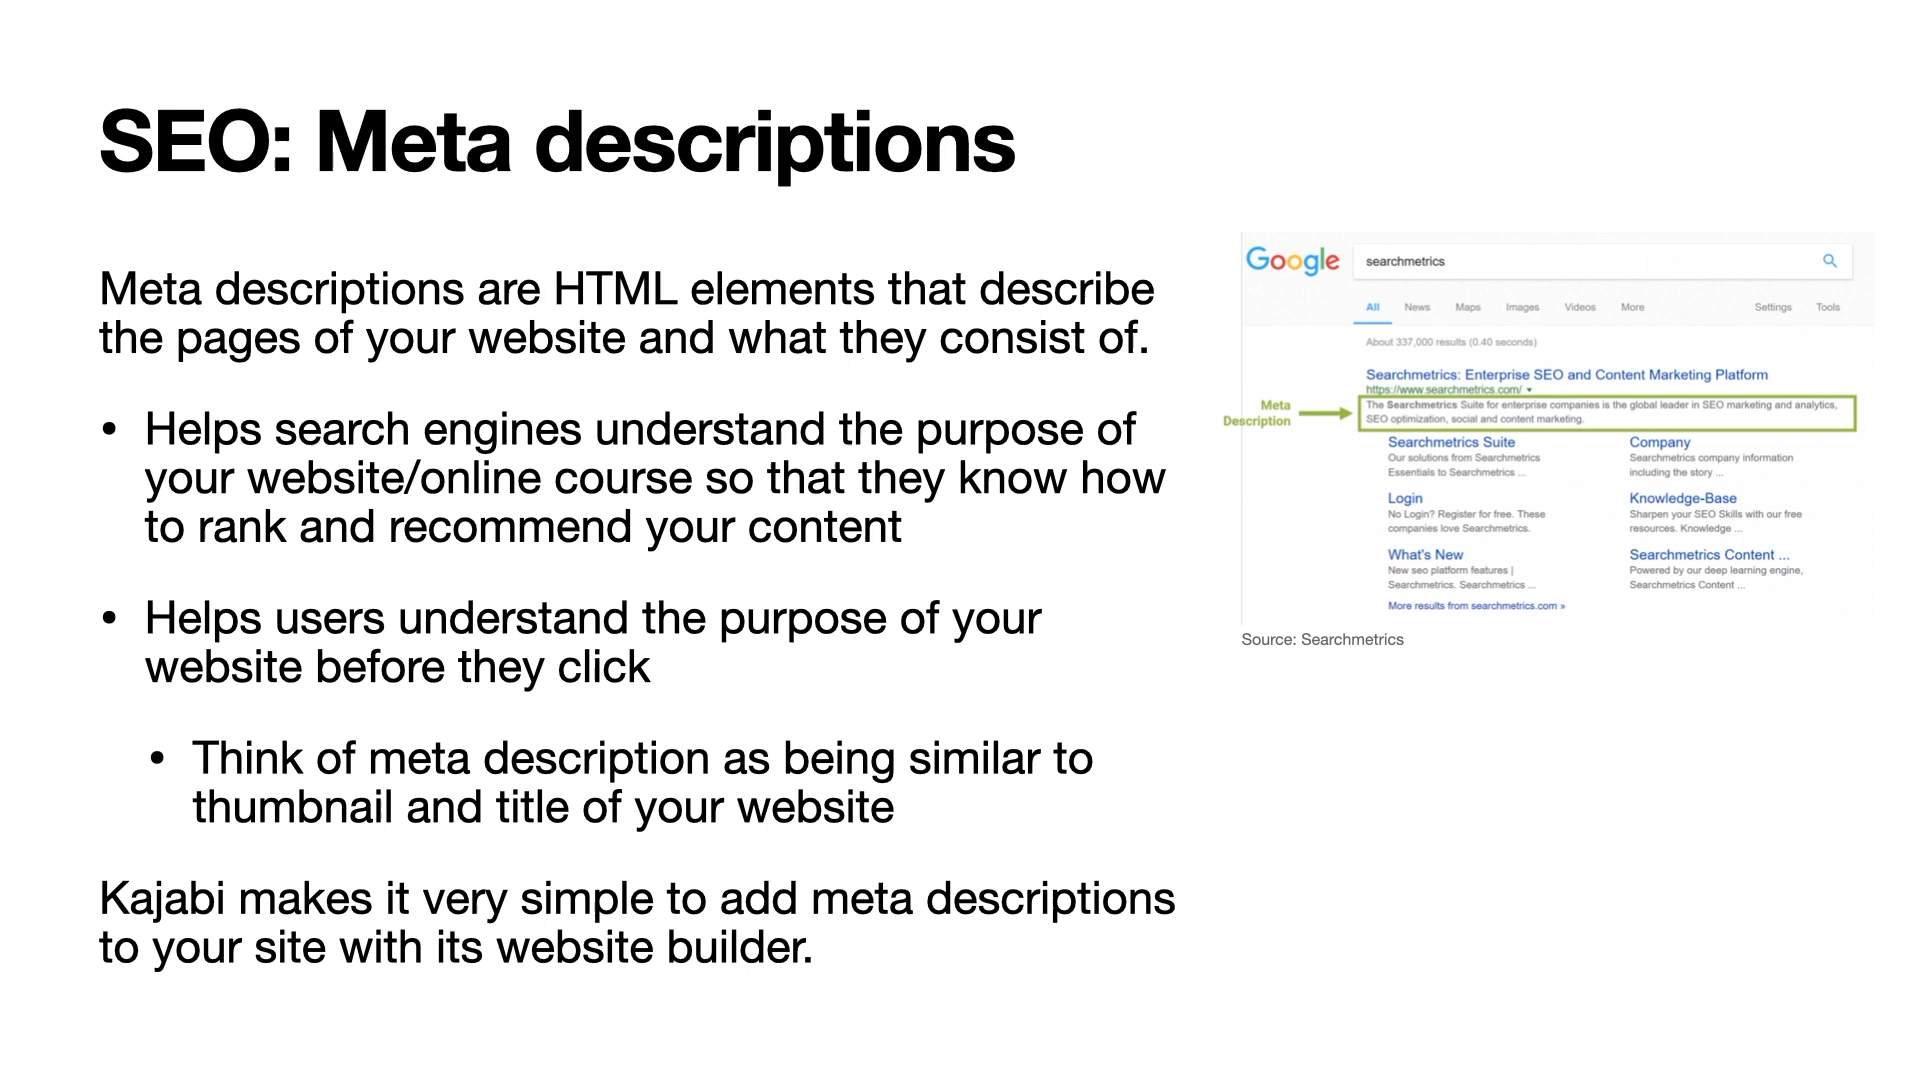 SEO: Meta descriptions
Meta descriptions are HTML elements that describe
the pages of your website and what they consist of.
• Helps search engines understand the purpose of
your website/online course so that they know how
to rank and recommend your content
• Helps users understand the purpose of your
website before they click
• Think of meta description as being similar to
thumbnail and title of your website
Kajabi makes it very simple to add meta descriptions
to your site with its website builder.
Google
searchmetrics
All News Maps Images Videos More Settings Tools
About 337,000 results (0.40 seconds)
Searchmetrics: Enterprise SEO and Content Marketing Platform
https://www.searchmetrics.com/
Meta
Description
The Searchmetrics Suite for enterprise companies is the global leader in SEO marketing and analytics,
SEO optimization, social and content marketing.
Searchmetrics Suite
Our solutions from Searchmetrics
Essentials to Searchmetrics ...
Company
Searchmetrics company information
including the story ...
Login
No Login? Register for free. These
companies love Searchmetrics.
Knowledge-Base
Sharpen your SEO Skills with our free
resources. Knowledge ...
What's New
New seo platform features |
Searchmetrics. Searchmetrics ...
Searchmetrics Content ...
Powered by our deep learning engine,
Searchmetrics Content ...
More results from searchmetrics.com »
Source: Searchmetrics